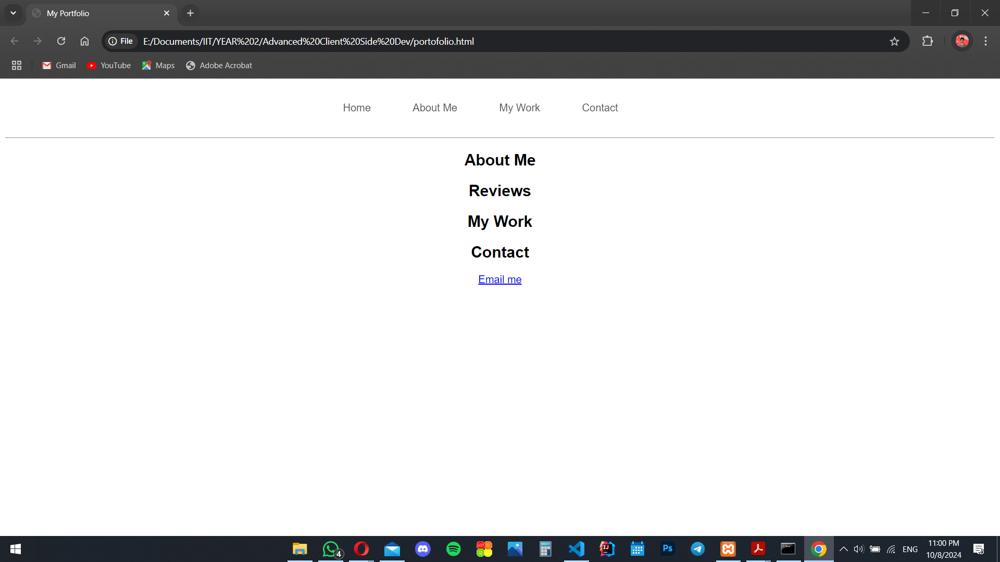 My Portfolio
File E:/Documents/IIT/YEAR%202/Advanced%20Client%20Side%20Dev/portofolio.html
Gmail YouTube Maps Adobe Acrobat
Home About Me My Work Contact
About Me
Reviews
My Work
Contact
Email me
4 IJ Ps ENG 11:00 PM
10/8/2024